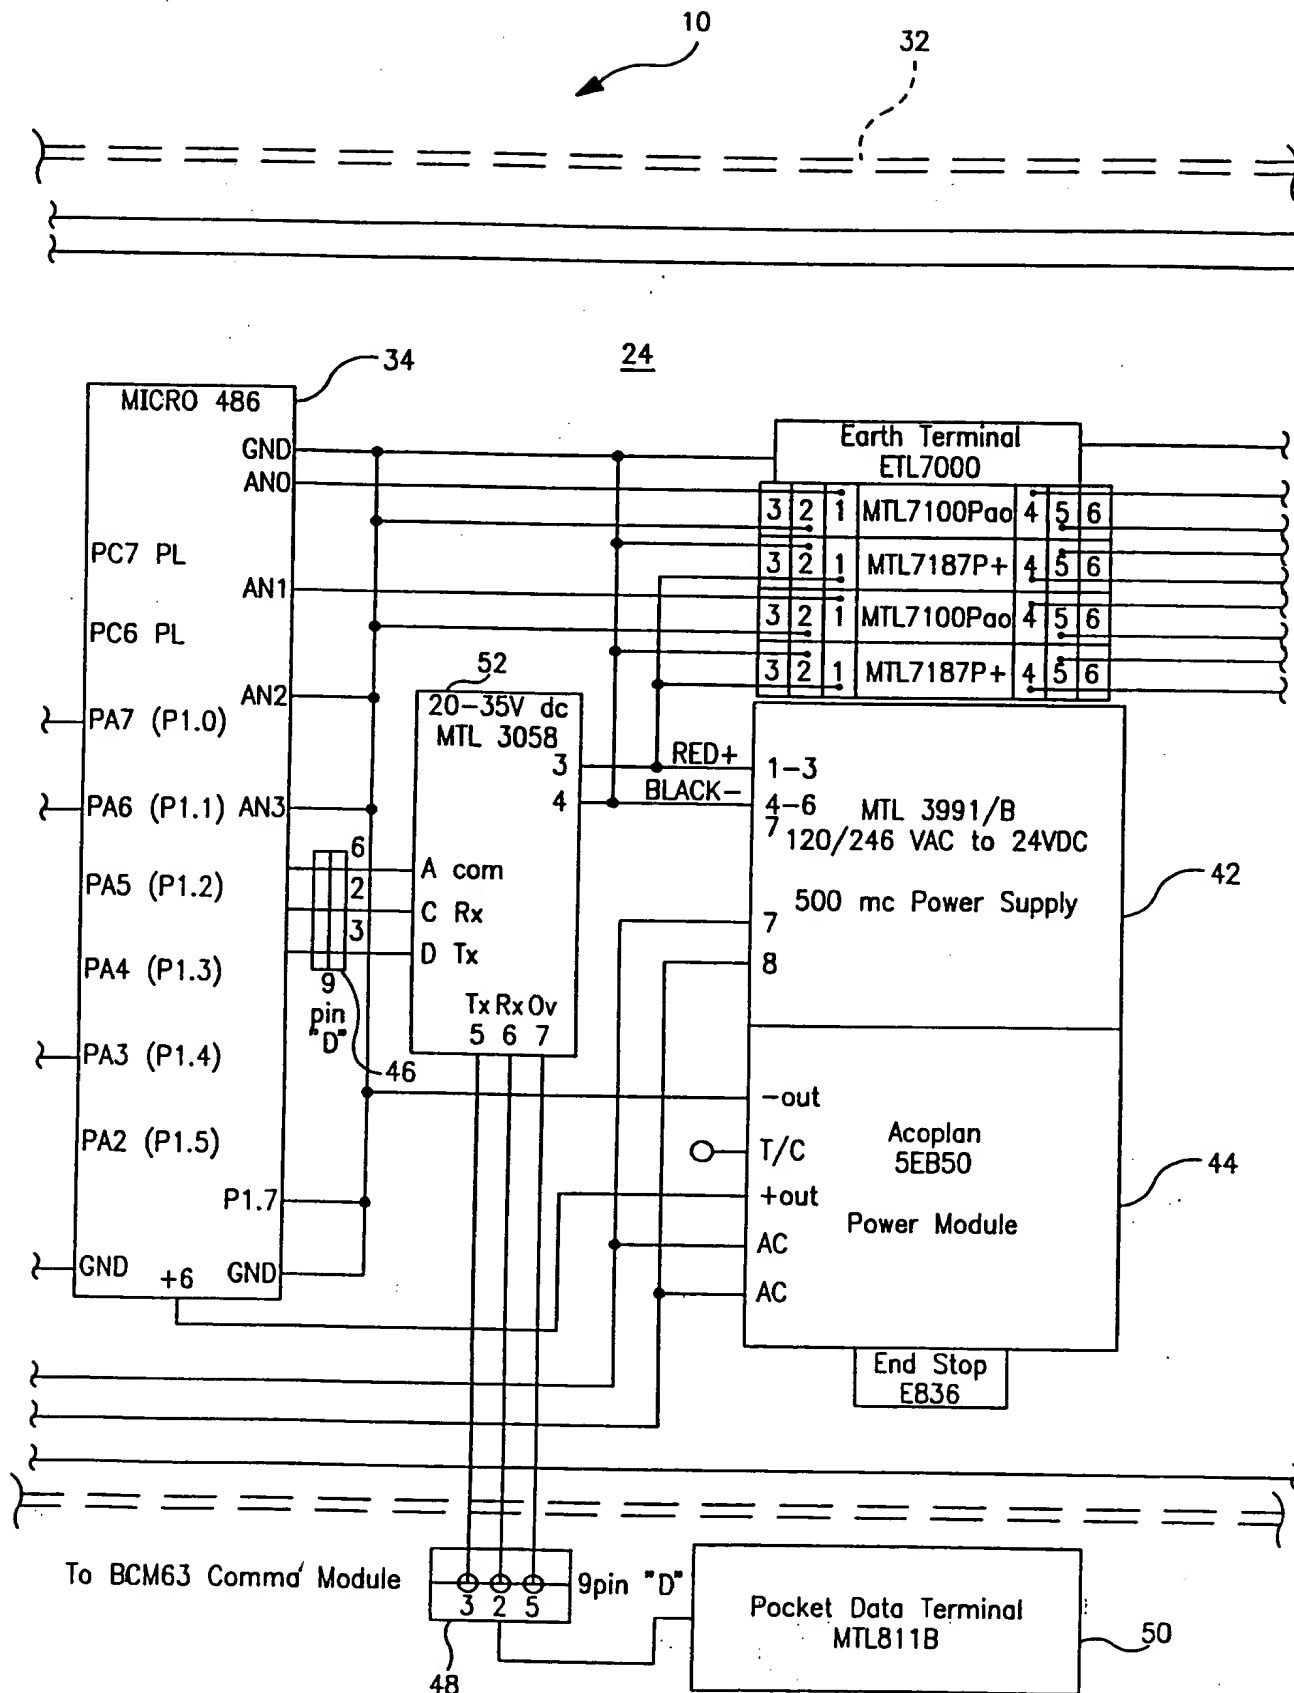 10
32
24
34
MICRO 486
GND
AN0
PC7 PL
AN1
PC6 PL
AN2
PA7 (P1.0)
PA6 (P1.1)
AN3
PA5 (P1.2)
PA4 (P1.3)
PA3 (P1.4)
PA2 (P1.5)
P1.7
GND
+6
GND
6
2
3
9
pin
"D"
46
52
20-35V dc
MTL 3058
3
4
A com
C Rx
D Tx
Tx Rx Ov
5 6 7
RED+
BLACK-
Earth Terminal
ETL7000
3 2 1 MTL7100Pao 4 5 6
3 2 1 MTL7187P+ 4 5 6
3 2 1 MTL7100Pao 4 5 6
3 2 1 MTL7187P+ 4 5 6
1-3
4-6
7
MTL 3991/B
120/246 VAC to 24VDC
500 mc Power Supply
7
8
42
-out
T/C
+out
AC
AC
Acoplan
5EB50
Power Module
44
End Stop
E836
To BCM63 Comma' Module
3 2 5
9pin "D"
48
Pocket Data Terminal
MTL811B
50